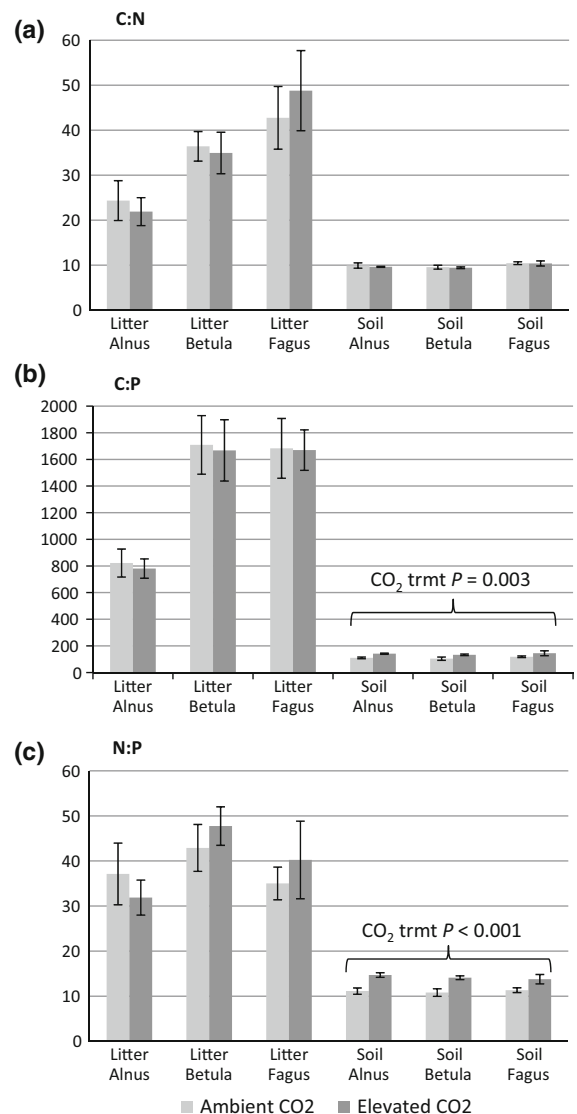 (a) C:N
60
50
40
30
20
10
0
Litter Litter Litter Soil Soil Soil
Alnus Betula Fagus Alnus Betula Fagus
(b) C:P
2000
1800
1600
1400
1200
1000
800
600
400
200
0
CO2 trmt P = 0.003
Litter Litter Litter Soil Soil Soil
Alnus Betula Fagus Alnus Betula Fagus
(c) N:P
60
50
40
30
20
10
0
CO2 trmt P < 0.001
Litter Litter Litter Soil Soil Soil
Alnus Betula Fagus Alnus Betula Fagus
Ambient CO2 Elevated CO2